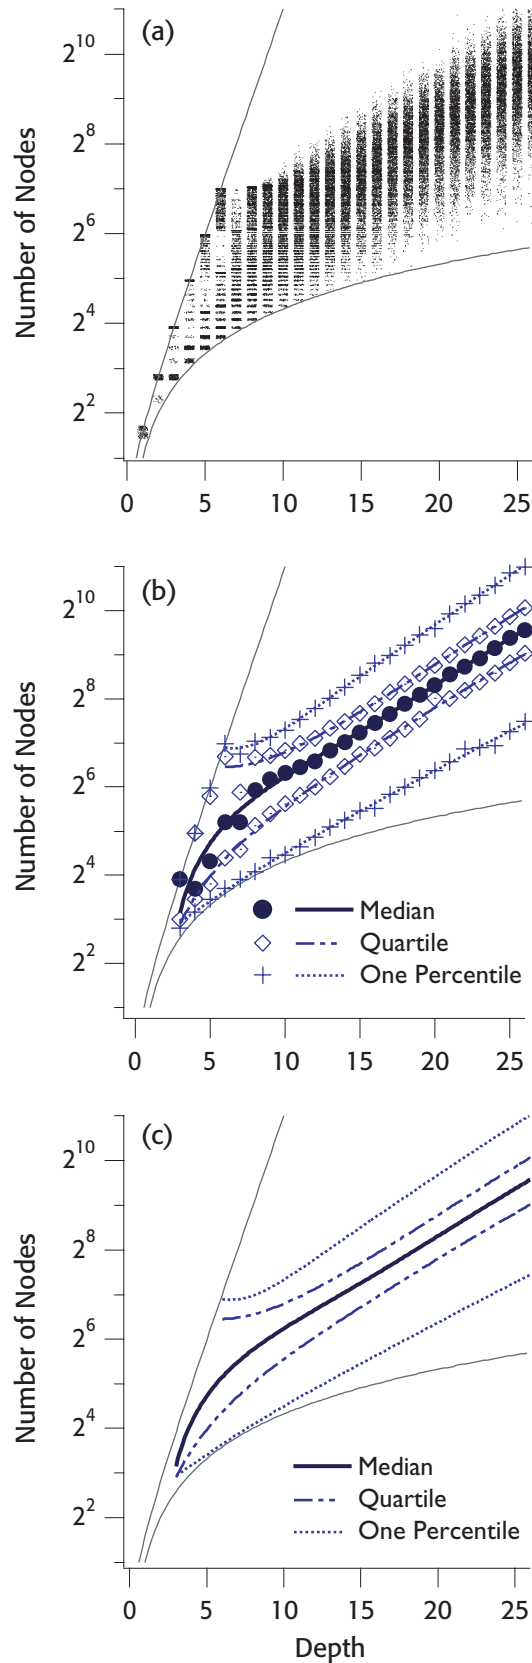 (a)
Number of Nodes
2^10
2^8
2^6
2^4
2^2
0 5 10 15 20 25
(b)
Number of Nodes
2^10
2^8
2^6
2^4
2^2
Median
Quartile
One Percentile
0 5 10 15 20 25
(c)
Number of Nodes
2^10
2^8
2^6
2^4
2^2
Median
Quartile
One Percentile
0 5 10 15 20 25
Depth